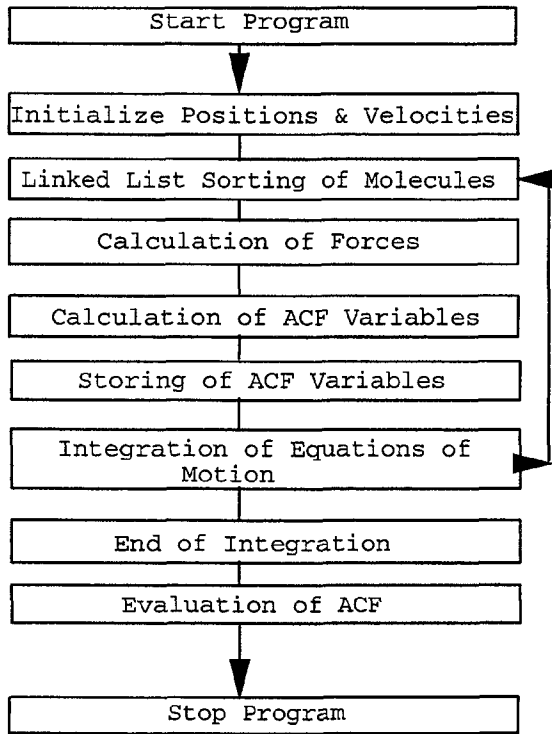 Start Program
Initialize Positions & Velocities
Linked List Sorting of Molecules
Calculation of Forces
Calculation of ACF Variables
Storing of ACF Variables
Integration of Equations of
Motion
End of Integration
Evaluation of ACF
Stop Program